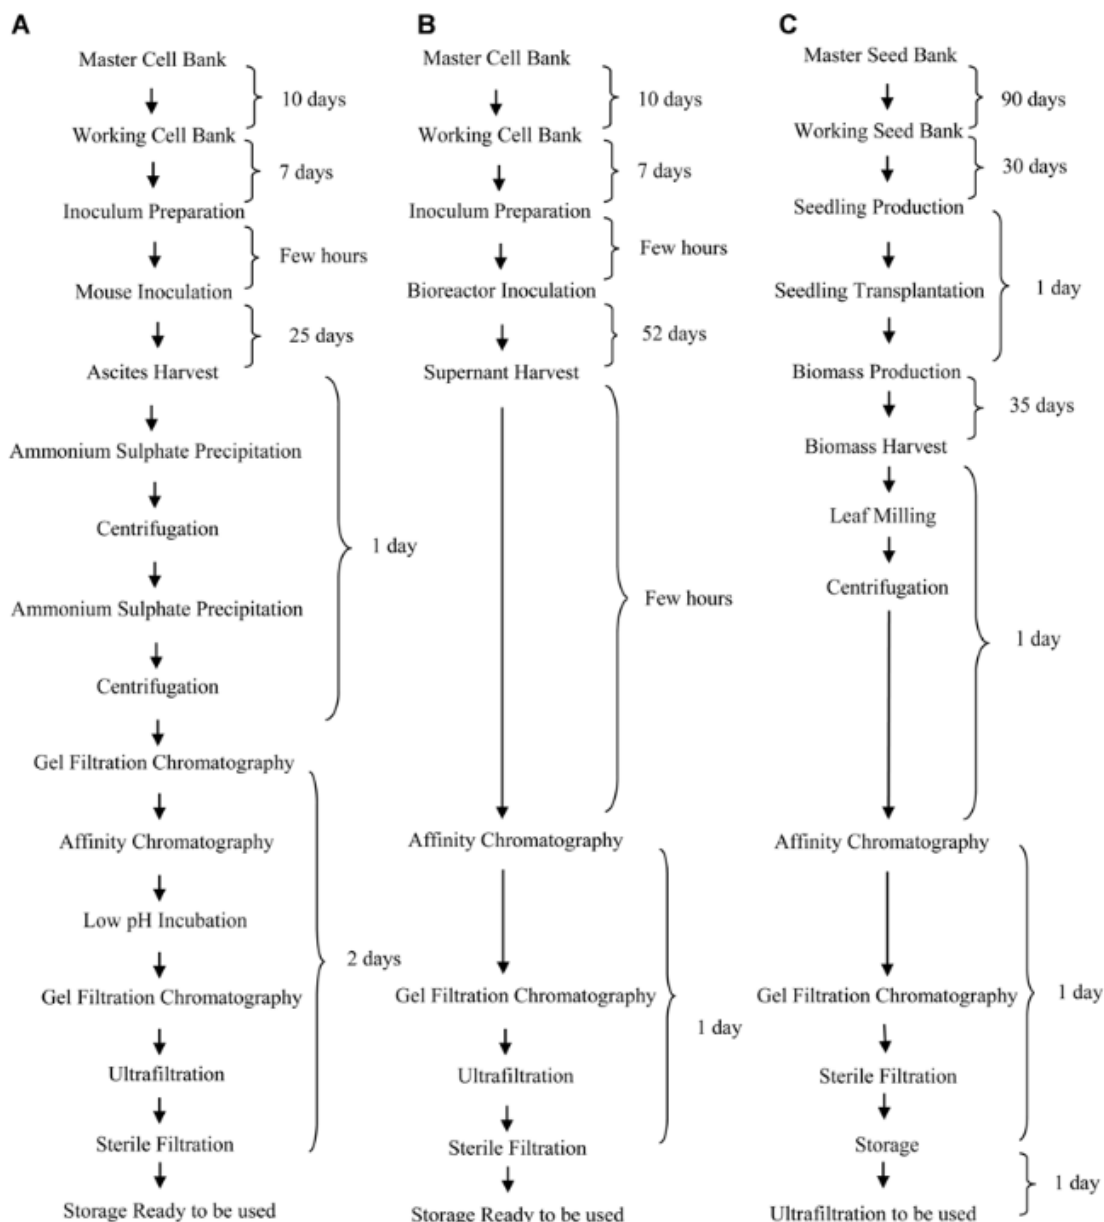 A
Master Cell Bank
10 days
Working Cell Bank
7 days
Inoculum Preparation
Few hours
Mouse Inoculation
25 days
Ascites Harvest
Ammonium Sulphate Precipitation
Centrifugation
1 day
Ammonium Sulphate Precipitation
Centrifugation
Gel Filtration Chromatography
Affinity Chromatography
Low pH Incubation
2 days
Gel Filtration Chromatography
Ultrafiltration
Sterile Filtration
Storage Ready to be used
B
Master Cell Bank
10 days
Working Cell Bank
7 days
Inoculum Preparation
Few hours
Bioreactor Inoculation
52 days
Supernant Harvest
Few hours
Affinity Chromatography
Gel Filtration Chromatography
1 day
Ultrafiltration
Sterile Filtration
Storage Ready to be used
C
Master Seed Bank
90 days
Working Seed Bank
30 days
Seedling Production
Seedling Transplantation
1 day
Biomass Production
35 days
Biomass Harvest
Leaf Milling
Centrifugation
1 day
Affinity Chromatography
Gel Filtration Chromatography
1 day
Sterile Filtration
Storage
1 day
Ultrafiltration to be used